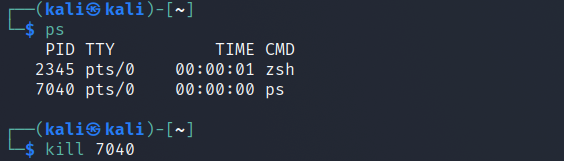 ┌──(kali㉿kali)-[~]
└─$ ps
PID TTY TIME CMD
2345 pts/0 00:00:01 zsh
7040 pts/0 00:00:00 ps
┌──(kali㉿kali)-[~]
└─$ kill 7040